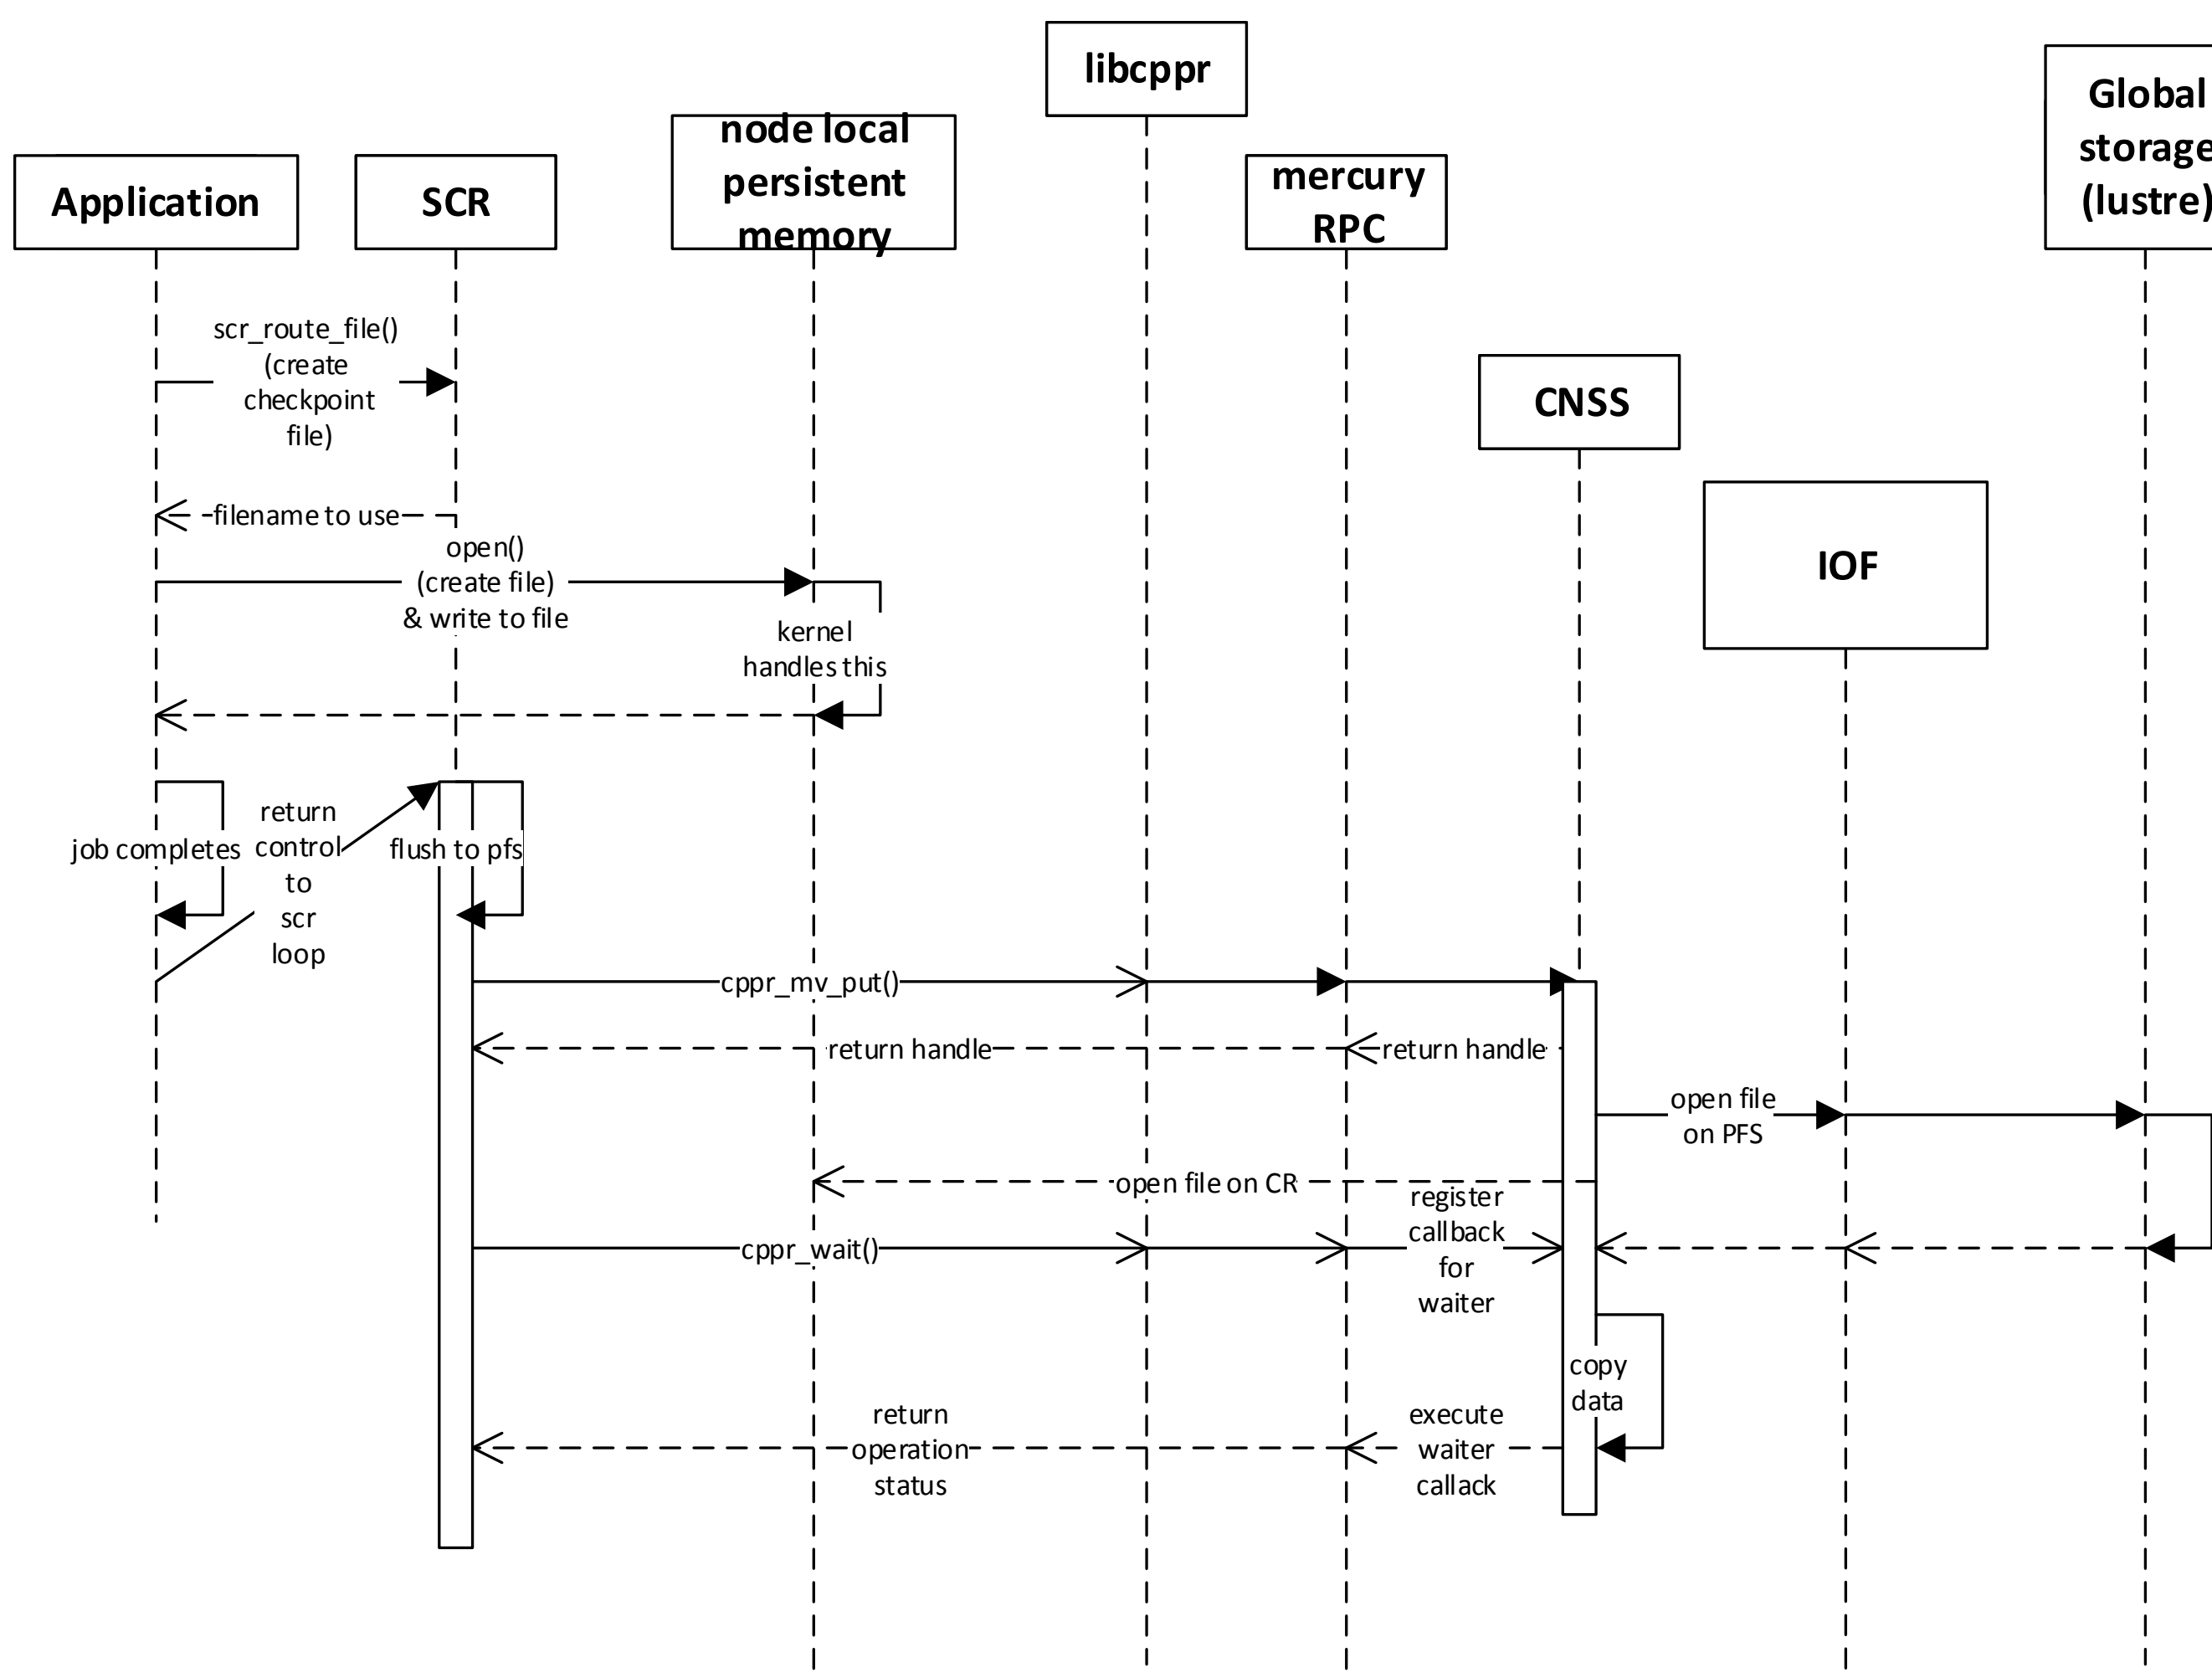 libcppr
Global
storage
(lustre)
node local
persistent
memory
Application
SCR
mercury
RPC
scr_route_file()
(create
checkpoint
file)
CNSS
filename to use
open()
(create file)
& write to file
IOF
kernel
handles this
job completes
return
control
to
scr
loop
flush to pfs
cppr_mv_put()
return handle
return handle
open file
on PFS
open file on CR
register
callback
for
waiter
cppr_wait()
copy
data
return
operation
status
execute
waiter
callack